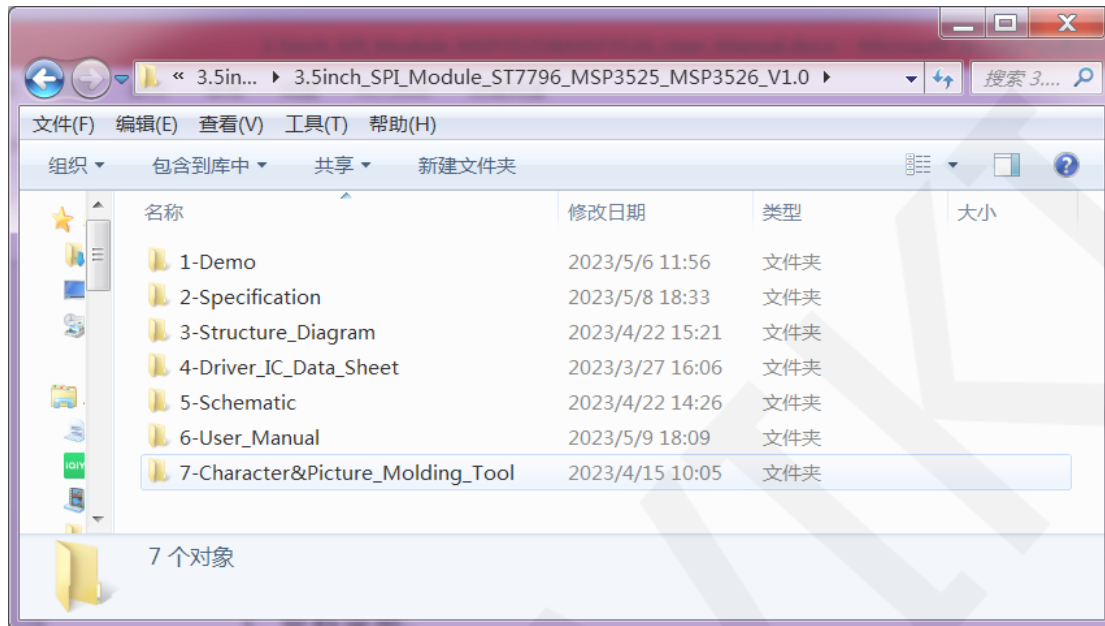 « 3.5in... 3.5inch_SPI_Module_ST7796_MSP3525_MSP3526_V1.0 搜索 3....
文件(F) 编辑(E) 查看(V) 工具(T) 帮助(H)
组织 包含到库中 共享 新建文件夹
名称 修改日期 类型 大小
1-Demo 2023/5/6 11:56 文件夹
2-Specification 2023/5/8 18:33 文件夹
3-Structure_Diagram 2023/4/22 15:21 文件夹
4-Driver_IC_Data_Sheet 2023/3/27 16:06 文件夹
5-Schematic 2023/4/22 14:26 文件夹
6-User_Manual 2023/5/9 18:09 文件夹
7-Character&Picture_Molding_Tool 2023/4/15 10:05 文件夹
7 个对象